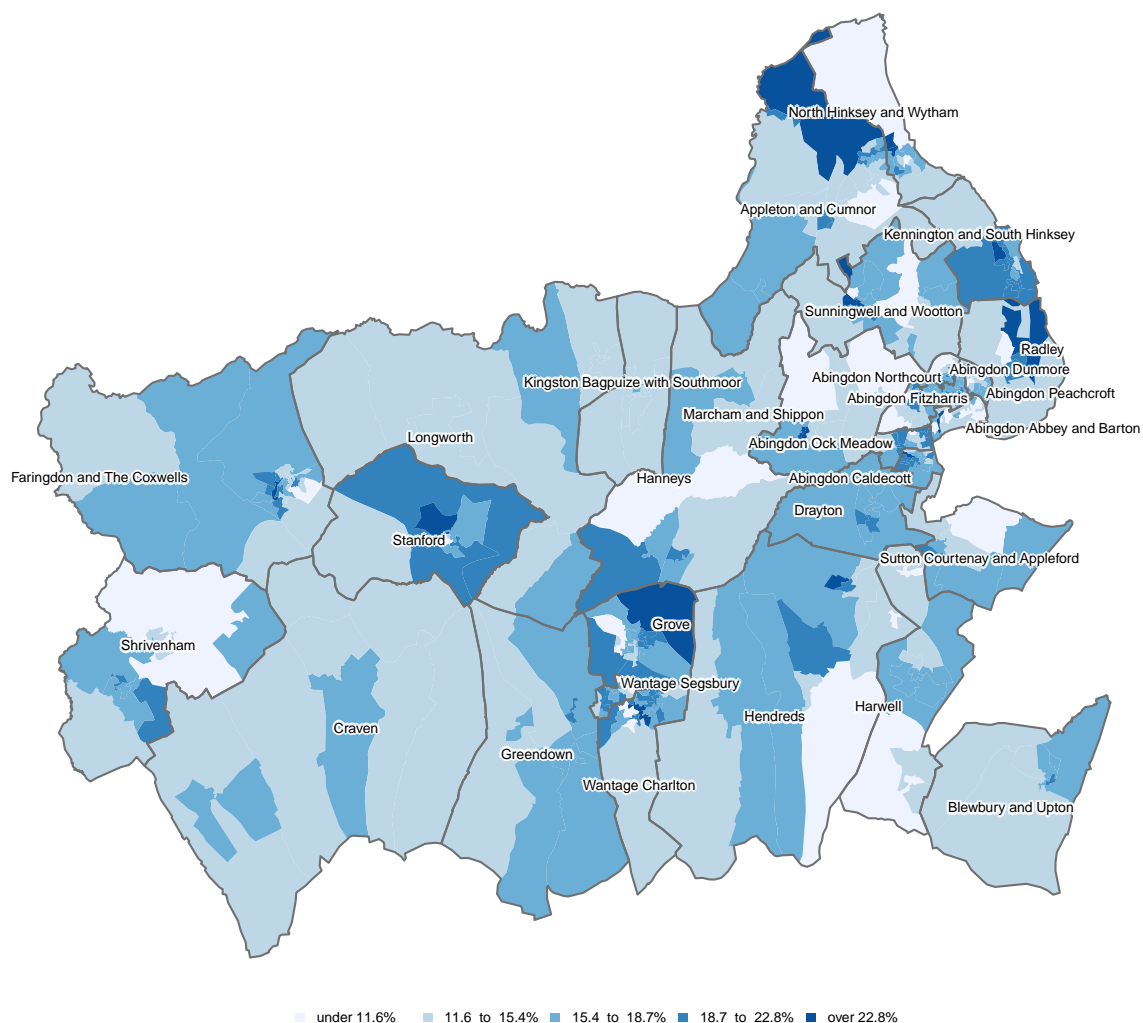 North Hinksey and Wytham
Appleton and Cumnor
Kennington and South Hinksey
Sunningwell and Wootton
Radley
Abingdon Dunmore
Abingdon Northcourt
Kingston Bagpuize with Southmoor
Abingdon Peachcroft
Abingdon Fitzharris
Marcham and Shippon
Abingdon Abbey and Barton
Longworth
Abingdon Ock Meadow
Faringdon and The Coxwells
Hanneys
Abingdon Caldecott
Drayton
Stanford
Sutton Courtenay and Appleford
Grove
Shrivenham
Wantage Segsbury
Harwell
Hendreds
Craven
Greendown
Wantage Charlton
Blewbury and Upton
under 11.6% 11.6 to 15.4% 15.4 to 18.7% 18.7 to 22.8% over 22.8%